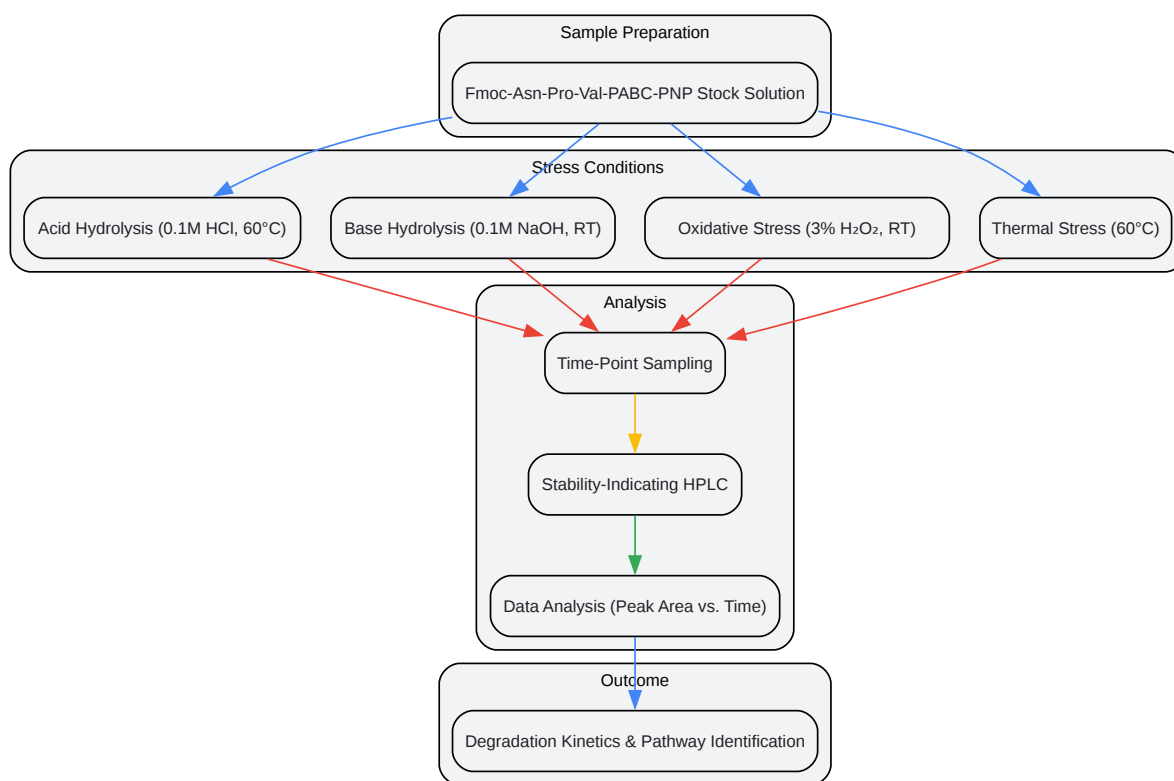 Sample Preparation
Fmoc-Asn-Pro-Val-PABC-PNP Stock Solution
Stress Conditions
Acid Hydrolysis (0.1M HCl, 60°C)
Base Hydrolysis (0.1M NaOH, RT)
Oxidative Stress (3% H₂O₂, RT)
Thermal Stress (60°C)
Analysis
Time-Point Sampling
Stability-Indicating HPLC
Data Analysis (Peak Area vs. Time)
Outcome
Degradation Kinetics & Pathway Identification